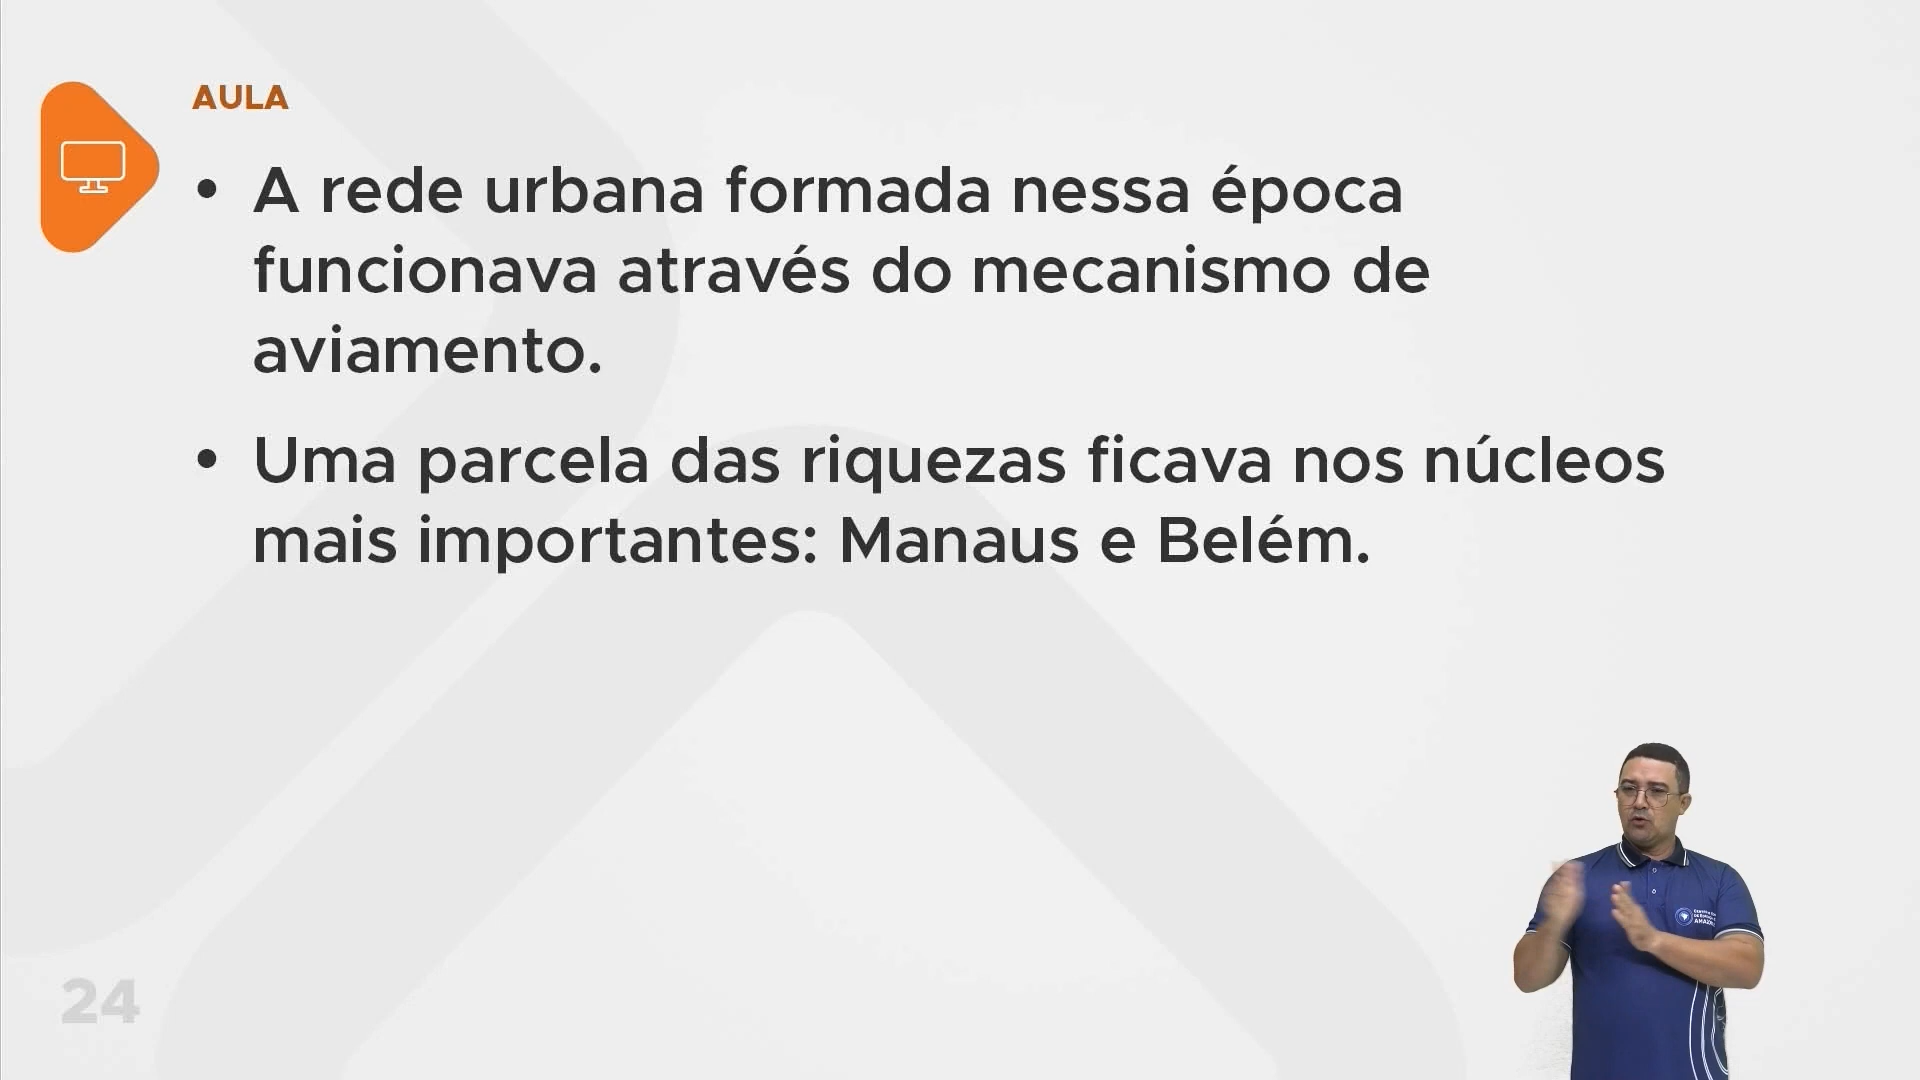 AULA
• A rede urbana formada nessa época
funcionava através do mecanismo de
aviamento.
• Uma parcela das riquezas ficava nos núcleos
mais importantes: Manaus e Belém.
24